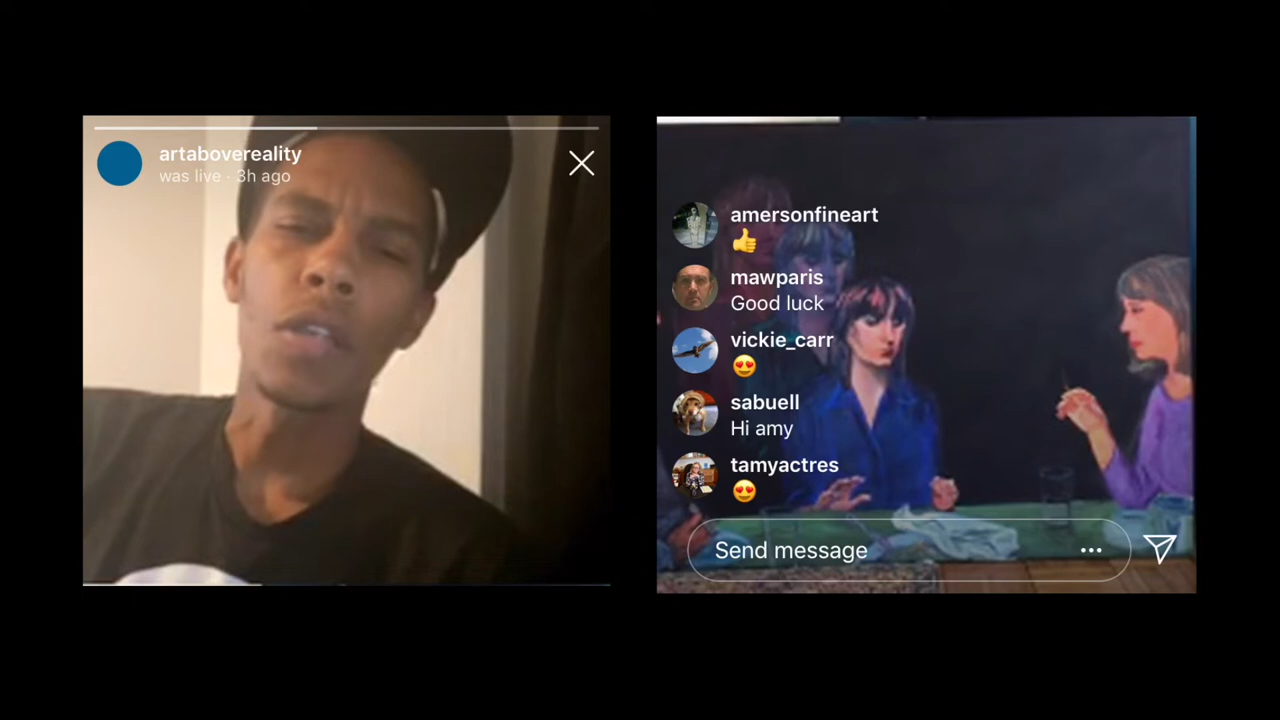 artabovereality
was live · 3h ago
amersonfineart
👍
mawparis
Good luck
vickie_carr
😍
sabuell
Hi amy
tamyactres
😍
Send message